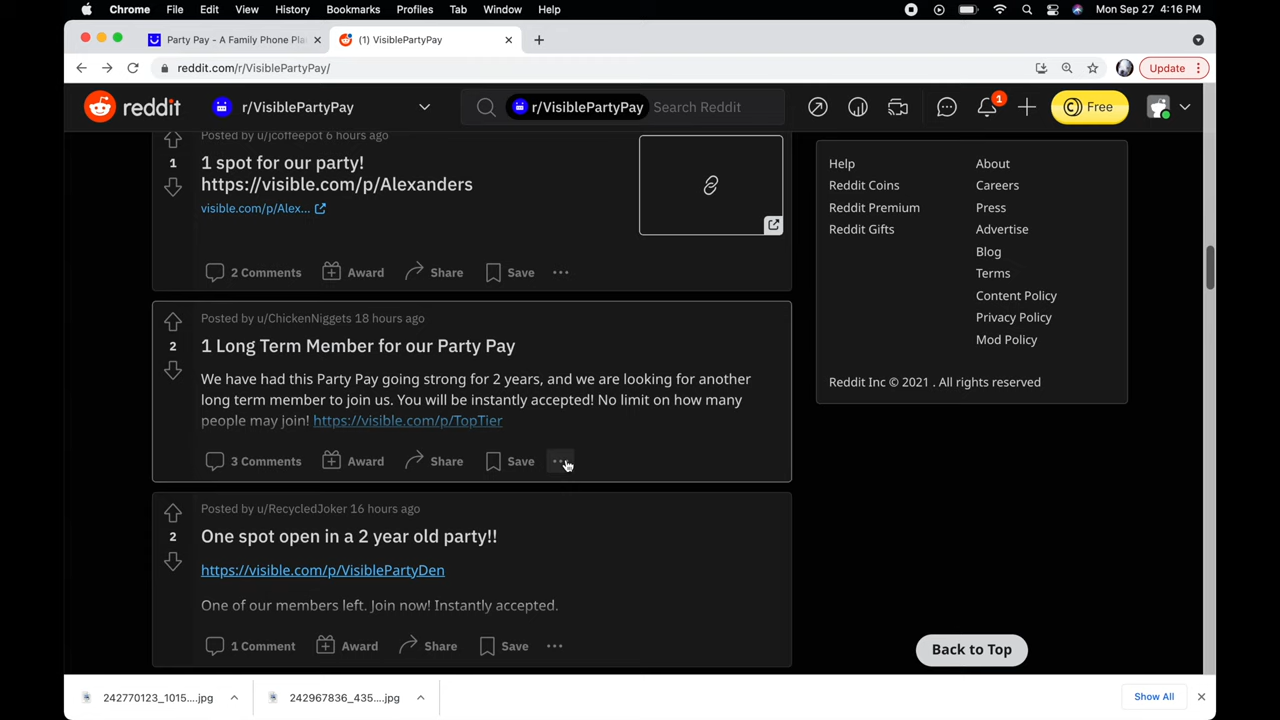 Chrome File Edit View History Bookmarks Profiles Tab Window Help Mon Sep 27 4:16 PM
Party Pay - A Family Phone Pla (1) VisiblePartyPay
reddit.com/r/VisiblePartyPay/ Update
reddit r/VisiblePartyPay r/VisiblePartyPay Search Reddit 1 Free
Posted by u/jcoffeepot 6 hours ago
1
1 spot for our party!
https://visible.com/p/Alexanders
visible.com/p/Alex...
2 Comments Award Share Save
Posted by u/ChickenNiggets 18 hours ago
2
1 Long Term Member for our Party Pay
We have had this Party Pay going strong for 2 years, and we are looking for another
long term member to join us. You will be instantly accepted! No limit on how many
people may join! https://visible.com/p/TopTier
3 Comments Award Share Save
Posted by u/RecycledJoker 16 hours ago
2
One spot open in a 2 year old party!!
https://visible.com/p/VisiblePartyDen
One of our members left. Join now! Instantly accepted.
1 Comment Award Share Save
Help About
Reddit Coins Careers
Reddit Premium Press
Reddit Gifts Advertise
Blog
Terms
Content Policy
Privacy Policy
Mod Policy
Reddit Inc © 2021 . All rights reserved
Back to Top
242770123_1015....jpg 242967836_435....jpg Show All